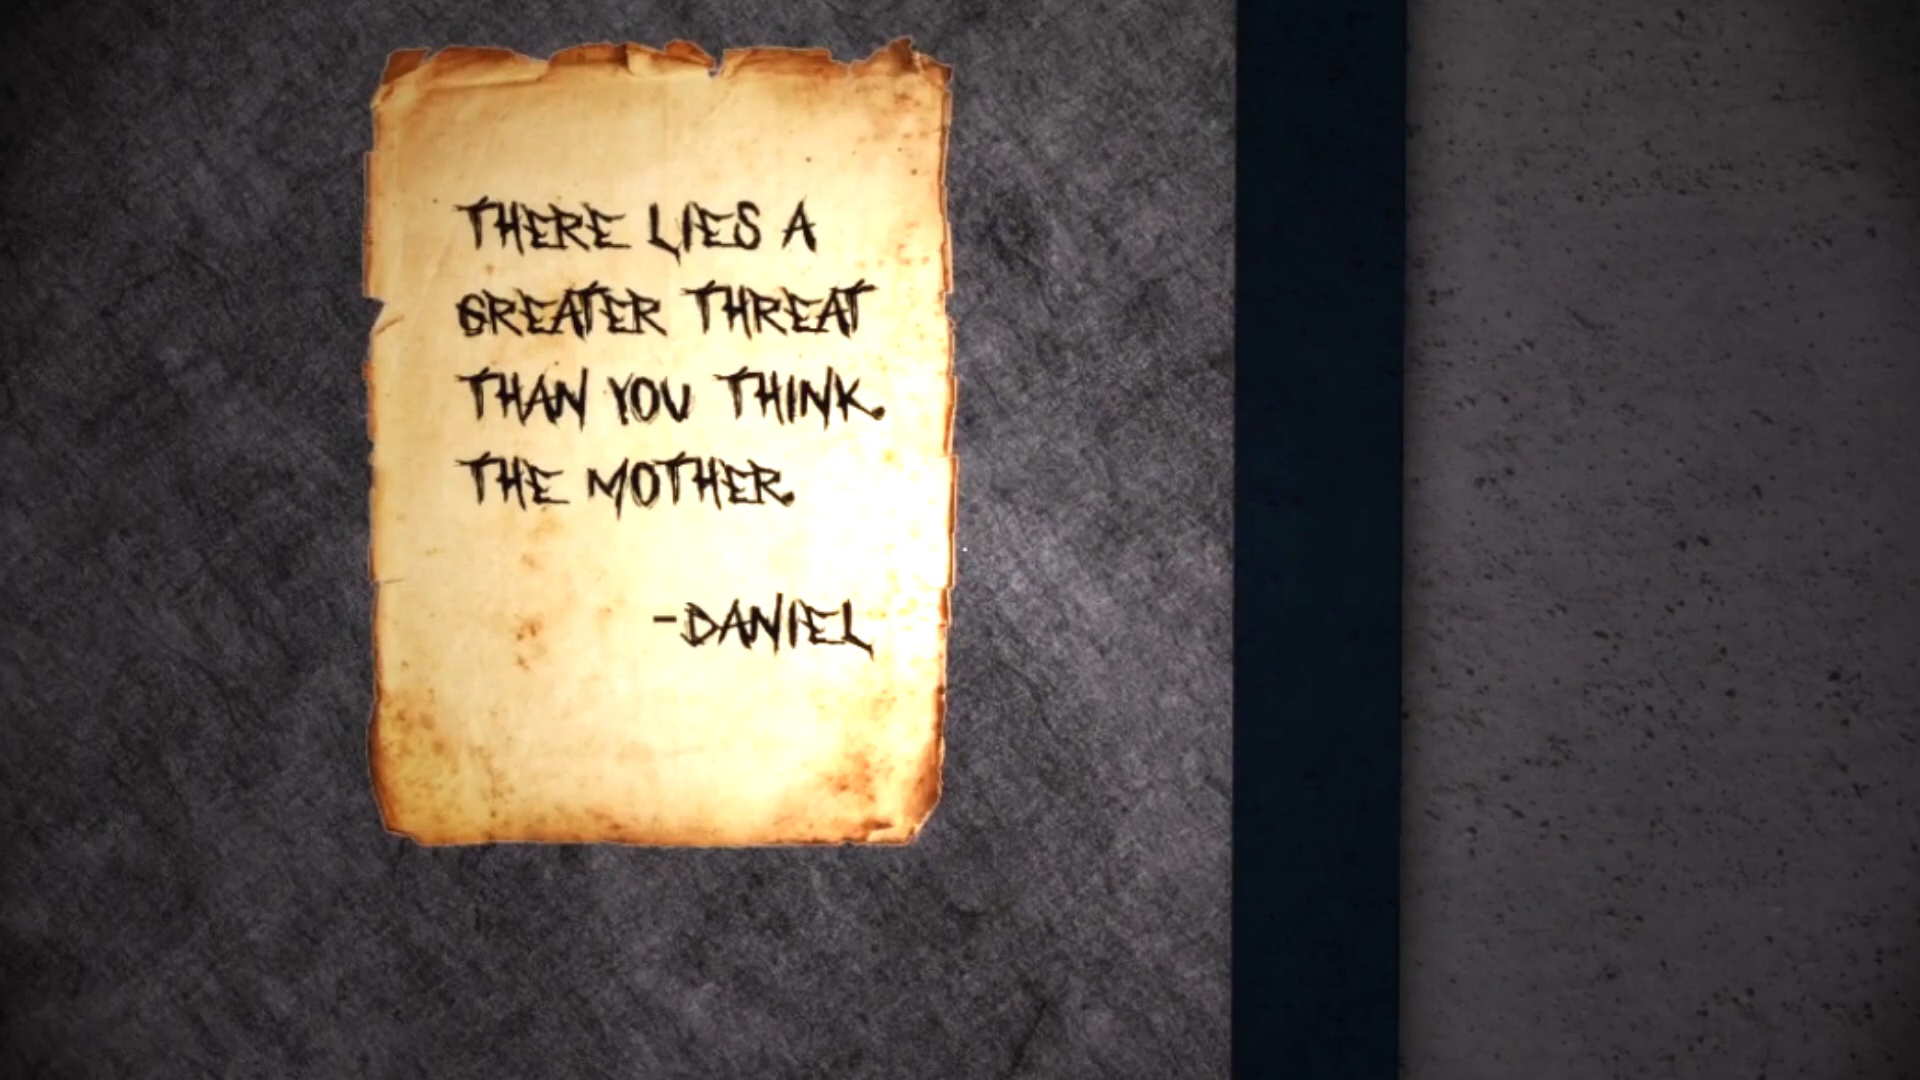 THERE LIES A
GREATER THREAT
THAN YOU THINK.
THE MOTHER.
-DANIEL